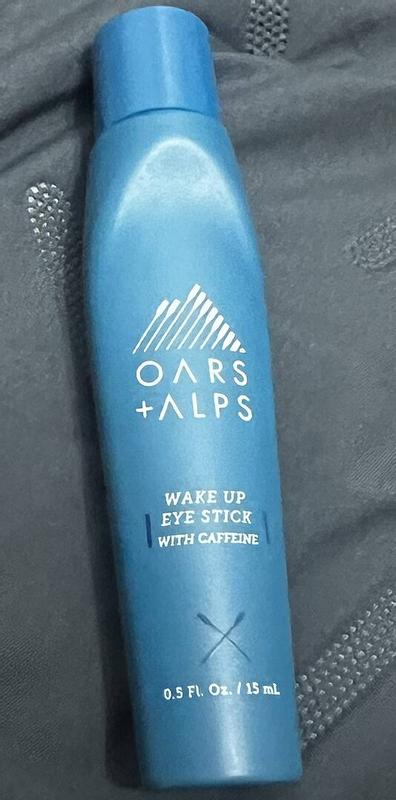 OARS
+ALPS
WAKE UP
EYE STICK
WITH CAFFEINE
0.5 Fl. Oz. / 15 mL